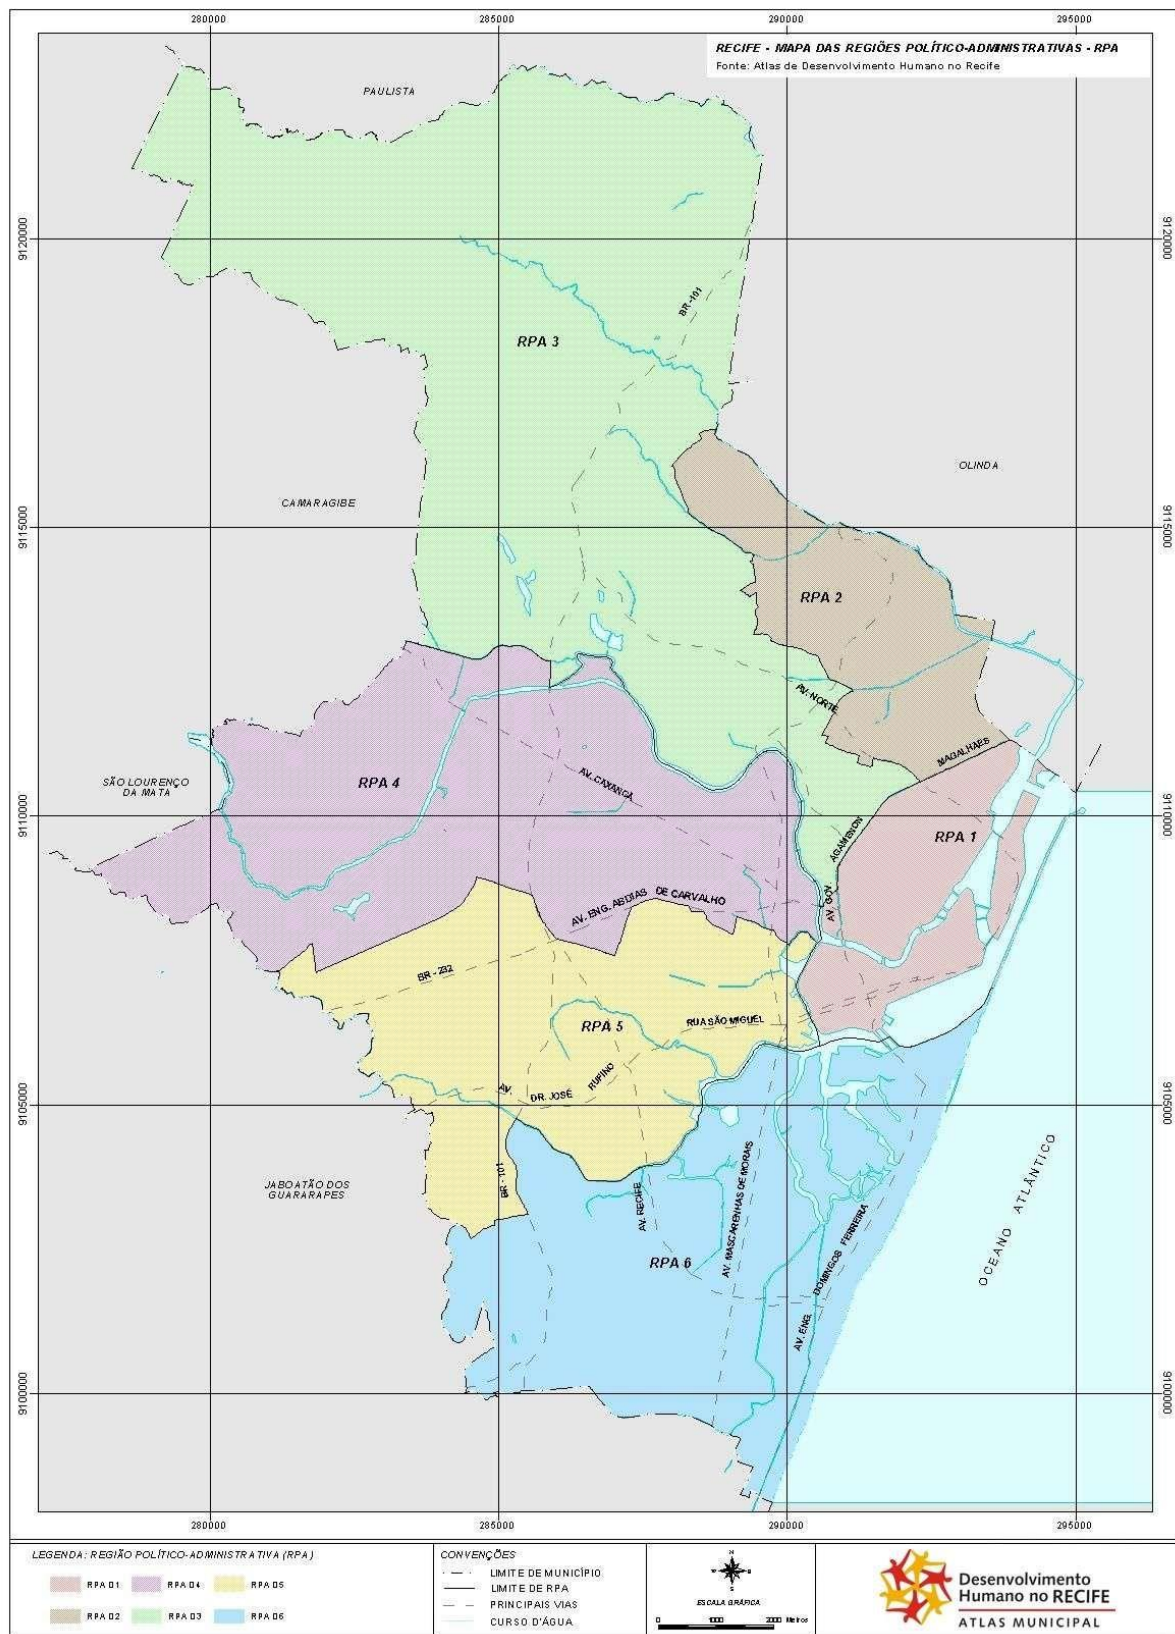 280000
285000
290000
295000
RECIFE - MAPA DAS REGIÕES POLÍTICO-ADMINISTRATIVAS - RPA
Fonte: Atlas de Desenvolvimento Humano no Recife
PAULISTA
9120000
9120000
BR-101
RPA 3
OLINDA
CAMARAGIBE
9115000
9115000
RPA 2
AV. NORTE
MAGALHÃES
AV. CAXANGÁ
SÃO LOURENÇO
DA MATA
RPA 4
9110000
9110000
RPA 1
AGAMENON
AV. GOV.
AV. ENG. ABDIAS DE CARVALHO
BR - 232
RPA 5
RUA SÃO MIGUEL
AV. DR. JOSÉ RUFINO
9105000
9105000
JABOATÃO DOS
GUARARAPES
BR - 101
AV. RECIFE
AV. MASCARENHAS DE MORAIS
OCEANO ATLÂNTICO
RPA 6
AV. ENG. DOMINGOS FERREIRA
9100000
9100000
280000
285000
290000
295000
LEGENDA: REGIÃO POLÍTICO-ADMINISTRATIVA (RPA)
RPA 01
RPA 04
RPA 05
RPA 02
RPA 03
RPA 06
CONVENÇÕES
LIMITE DE MUNICÍPIO
LIMITE DE RPA
PRINCIPAIS VIAS
CURSO D'ÁGUA
N
W
E
S
ESCALA GRÁFICA
0 1000 2000 Metros
Desenvolvimento
Humano no RECIFE
ATLAS MUNICIPAL